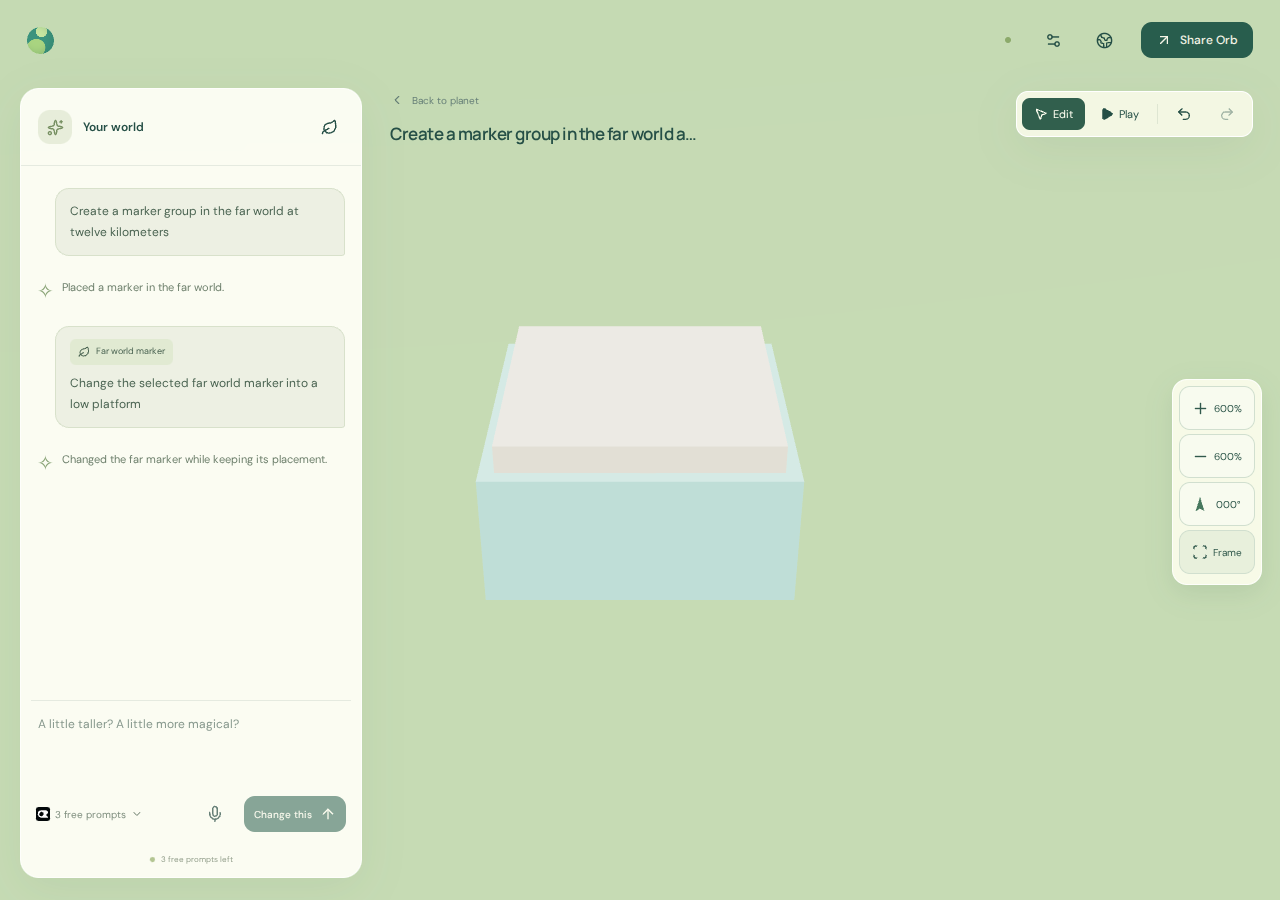 Share Orb
Your world
Back to planet
Create a marker group in the far world a...
Edit
Play
Create a marker group in the far world at
twelve kilometers
Placed a marker in the far world.
Far world marker
Change the selected far world marker into a
low platform
Changed the far marker while keeping its placement.
600%
600%
000°
Frame
A little taller? A little more magical?
3 free prompts
Change this
3 free prompts left